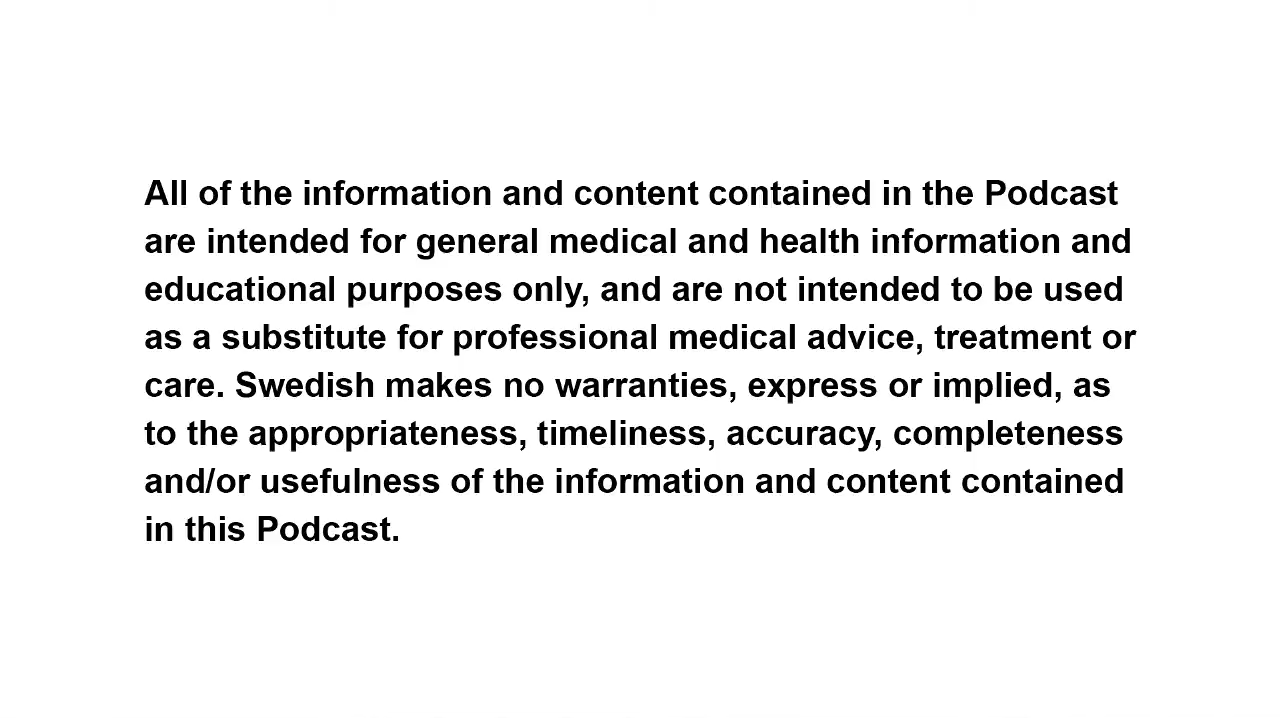 All of the information and content contained in the Podcast
are intended for general medical and health information and
educational purposes only, and are not intended to be used
as a substitute for professional medical advice, treatment or
care. Swedish makes no warranties, express or implied, as
to the appropriateness, timeliness, accuracy, completeness
and/or usefulness of the information and content contained
in this Podcast.